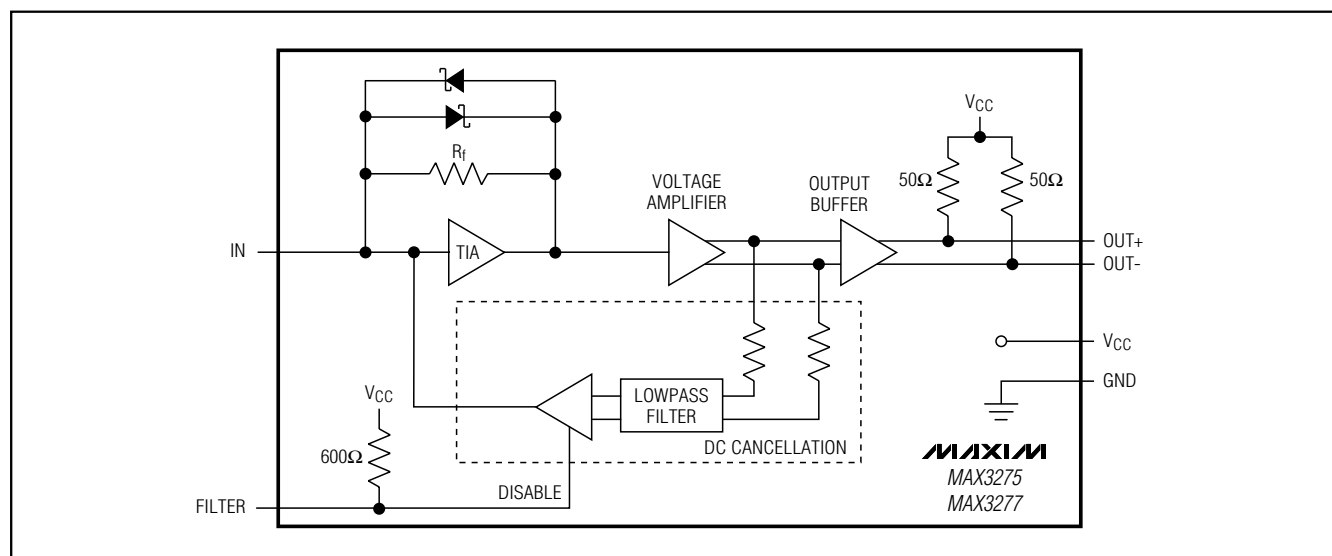 VCC
Rf
50Ω
50Ω
VOLTAGE
AMPLIFIER
OUTPUT
BUFFER
IN
TIA
OUT+
OUT-
VCC
GND
VCC
LOWPASS
FILTER
DC CANCELLATION
600Ω
DISABLE
FILTER
MAXIM
MAX3275
MAX3277